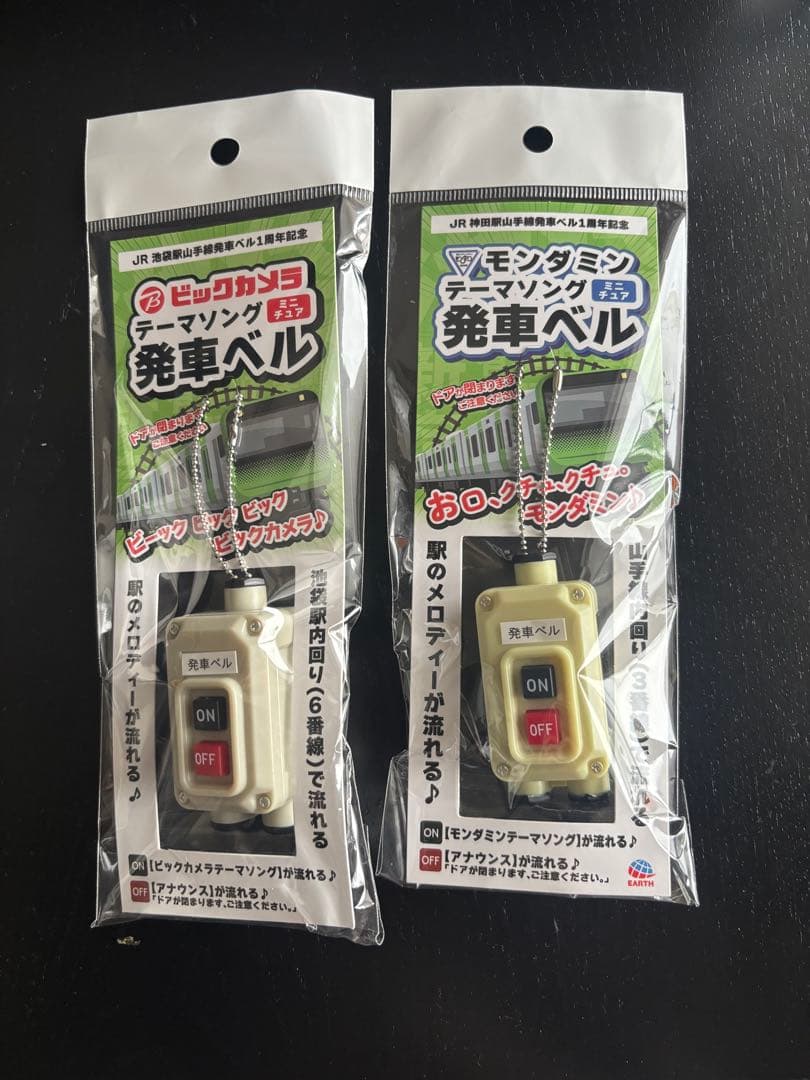 JR 池袋駅山手線発車ベル1周年記念
B ビックカメラ
テーマソング ミニチュア
発車ベル
ドアが閉まります
ご注意ください
ビーック ビック ビック
ビックカメラ♪
池袋駅内回り(6番線)で流れる
駅のメロディーが流れる♪
発車ベル
ON
OFF
ON【ビックカメラテーマソング】が流れる♪
OFF【アナウンス】が流れる♪
「ドアが閉まります、ご注意ください。」
JR 神田駅山手線発車ベル1周年記念
モンダミン
テーマソング ミニチュア
発車ベル
ドアが閉まります
ご注意ください
お口、クチュ、クチュ。
モンダミン♪
山手線内回り(3番線)で流れる
駅のメロディーが流れる♪
発車ベル
ON
OFF
ON【モンダミンテーマソング】が流れる♪
OFF【アナウンス】が流れる♪
「ドアが閉まります、ご注意ください。」
EARTH